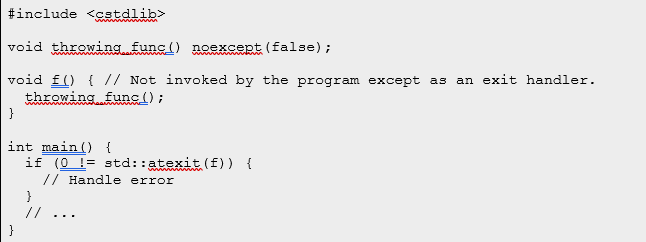 #include <cstdlib>
void throwing_func() noexcept(false);
void f() { // Not invoked by the program except as an exit handler.
  throwing_func();
}
int main() {
  if (0 != std::atexit(f)) {
    // Handle error
  }
  // ...
}